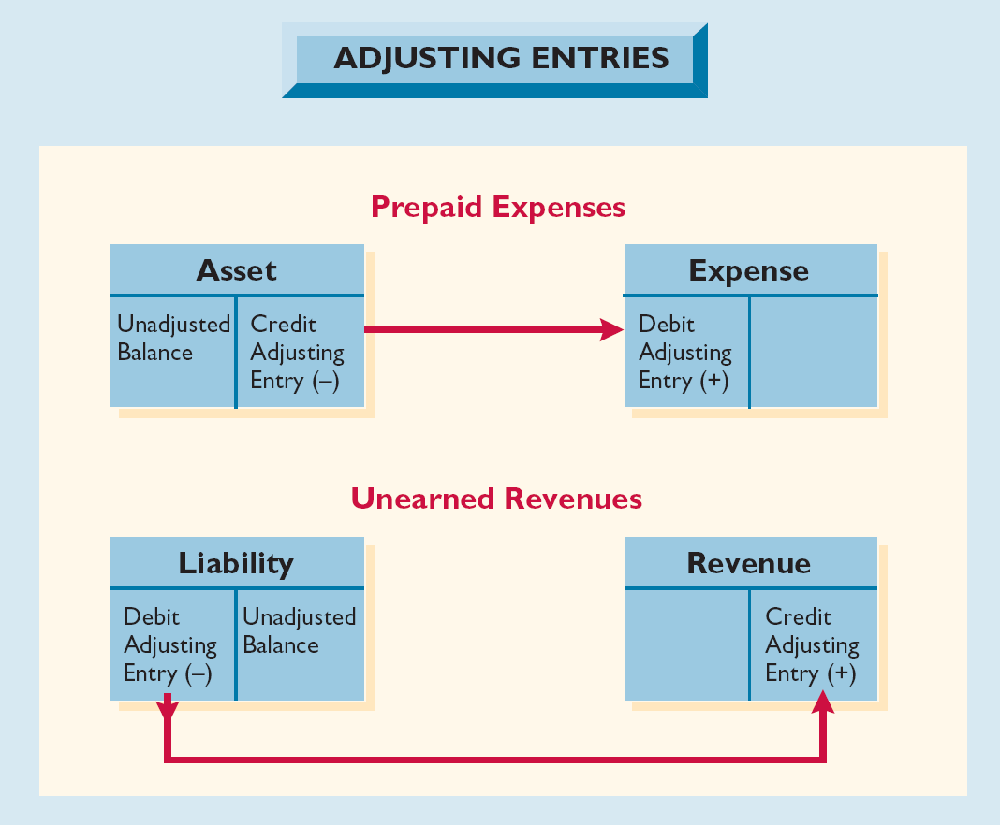 ADJUSTING ENTRIES
Prepaid Expenses
Asset
Unadjusted
Balance
Credit
Adjusting
Entry (–)
Expense
Debit
Adjusting
Entry (+)
Unearned Revenues
Liability
Debit
Adjusting
Entry (–)
Unadjusted
Balance
Revenue
Credit
Adjusting
Entry (+)